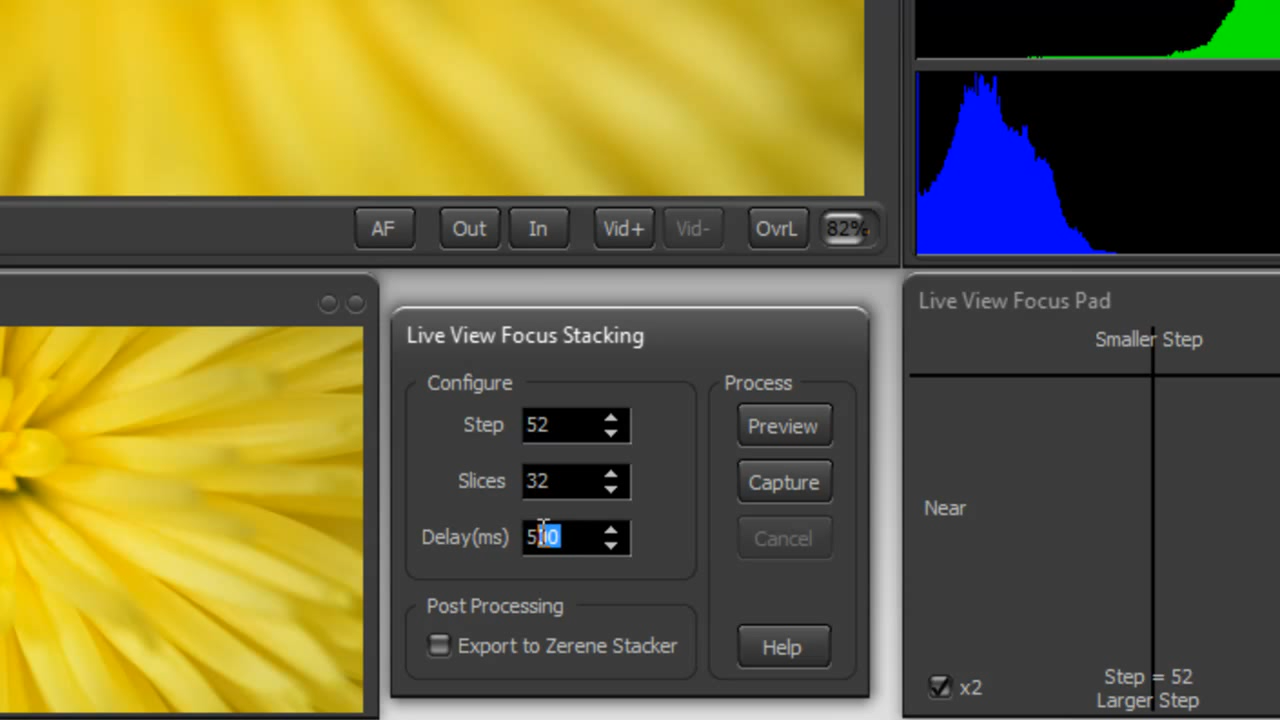 AF Out In Vid+ Vid- OvrL 82%
Live View Focus Stacking
Configure
Step 52
Slices 32
Delay(ms) 500
Post Processing
Export to Zerene Stacker
Process
Preview
Capture
Cancel
Help
Live View Focus Pad
Smaller Step
Near
x2
Step = 52
Larger Step